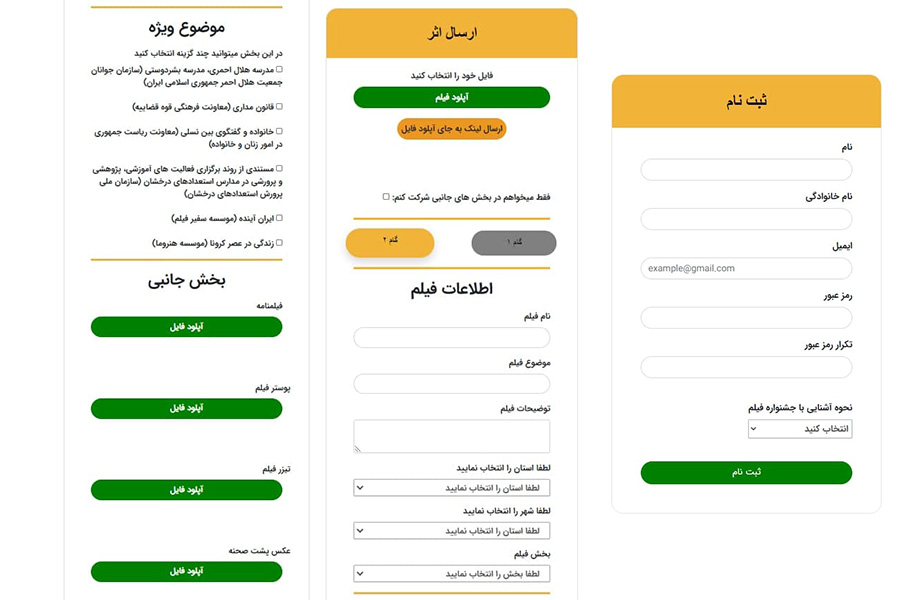 ثبت نام
نام
نام خانوادگی
ایمیل
example@gmail.com
رمز عبور
تکرار رمز عبور
نحوه آشنایی با جشنواره فیلم
انتخاب کنید
ثبت نام
ارسال اثر
فایل خود را انتخاب کنید
آپلود فیلم
ارسال لینک به جای آپلود فایل
فقط میخواهم در بخش های جانبی شرکت کنم:
گام ۱
گام ۲
اطلاعات فیلم
نام فیلم
موضوع فیلم
توضیحات فیلم
لطفا استان را انتخاب نمایید
لطفا استان را انتخاب نمایید
لطفا شهر را انتخاب نمایید
لطفا استان را انتخاب نمایید
بخش فیلم
لطفا بخش را انتخاب نمایید
موضوع ویژه
در این بخش میتوانید چند گزینه انتخاب کنید
مدرسه هلال احمری، مدرسه بشردوستی (سازمان جوانان
جمعیت هلال احمر جمهوری اسلامی ایران)
قانون مداری (معاونت فرهنگی قوه قضاییه)
خانواده و گفتگوی بین نسلی (معاونت ریاست جمهوری
در امور زنان و خانواده)
مستندی از روند برگزاری فعالیت های آموزشی، پژوهشی
و پرورشی در مدارس استعدادهای درخشان (سازمان ملی
پرورش استعدادهای درخشان)
ایران آینده (موسسه سفیر فیلم)
زندگی در عصر کرونا (موسسه هنروما)
بخش جانبی
فیلمنامه
آپلود فایل
پوستر فیلم
آپلود فایل
تیزر فیلم
آپلود فایل
عکس پشت صحنه
آپلود فایل